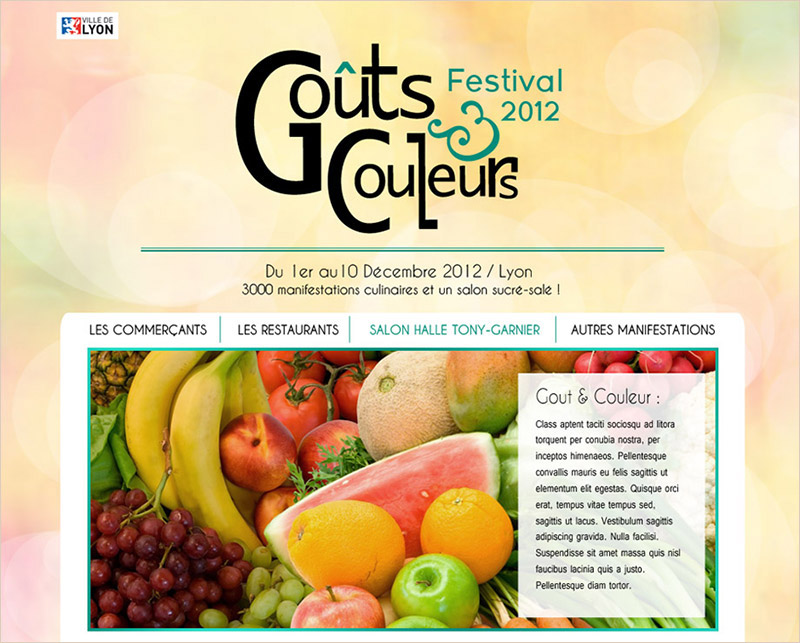 VILLE DE
LYON
Goûts
&
Couleurs
Festival
2012
Du 1er au10 Décembre 2012 / Lyon
3000 manifestations culinaires et un salon sucré-salé !
LES COMMERÇANTS
LES RESTAURANTS
SALON HALLE TONY-GARNIER
AUTRES MANIFESTATIONS
Gout & Couleur :
Class aptent taciti sociosqu ad litora
torquent per conubia nostra, per
inceptos himenaeos. Pellentesque
convallis mauris eu felis sagittis ut
elementum elit egestas. Quisque orci
erat, tempus vitae tempus sed,
sagittis ut lacus. Vestibulum sagittis
adipiscing gravida. Nulla facilisi.
Suspendisse sit amet massa quis nisl
faucibus lacinia quis a justo.
Pellentesque diam tortor.